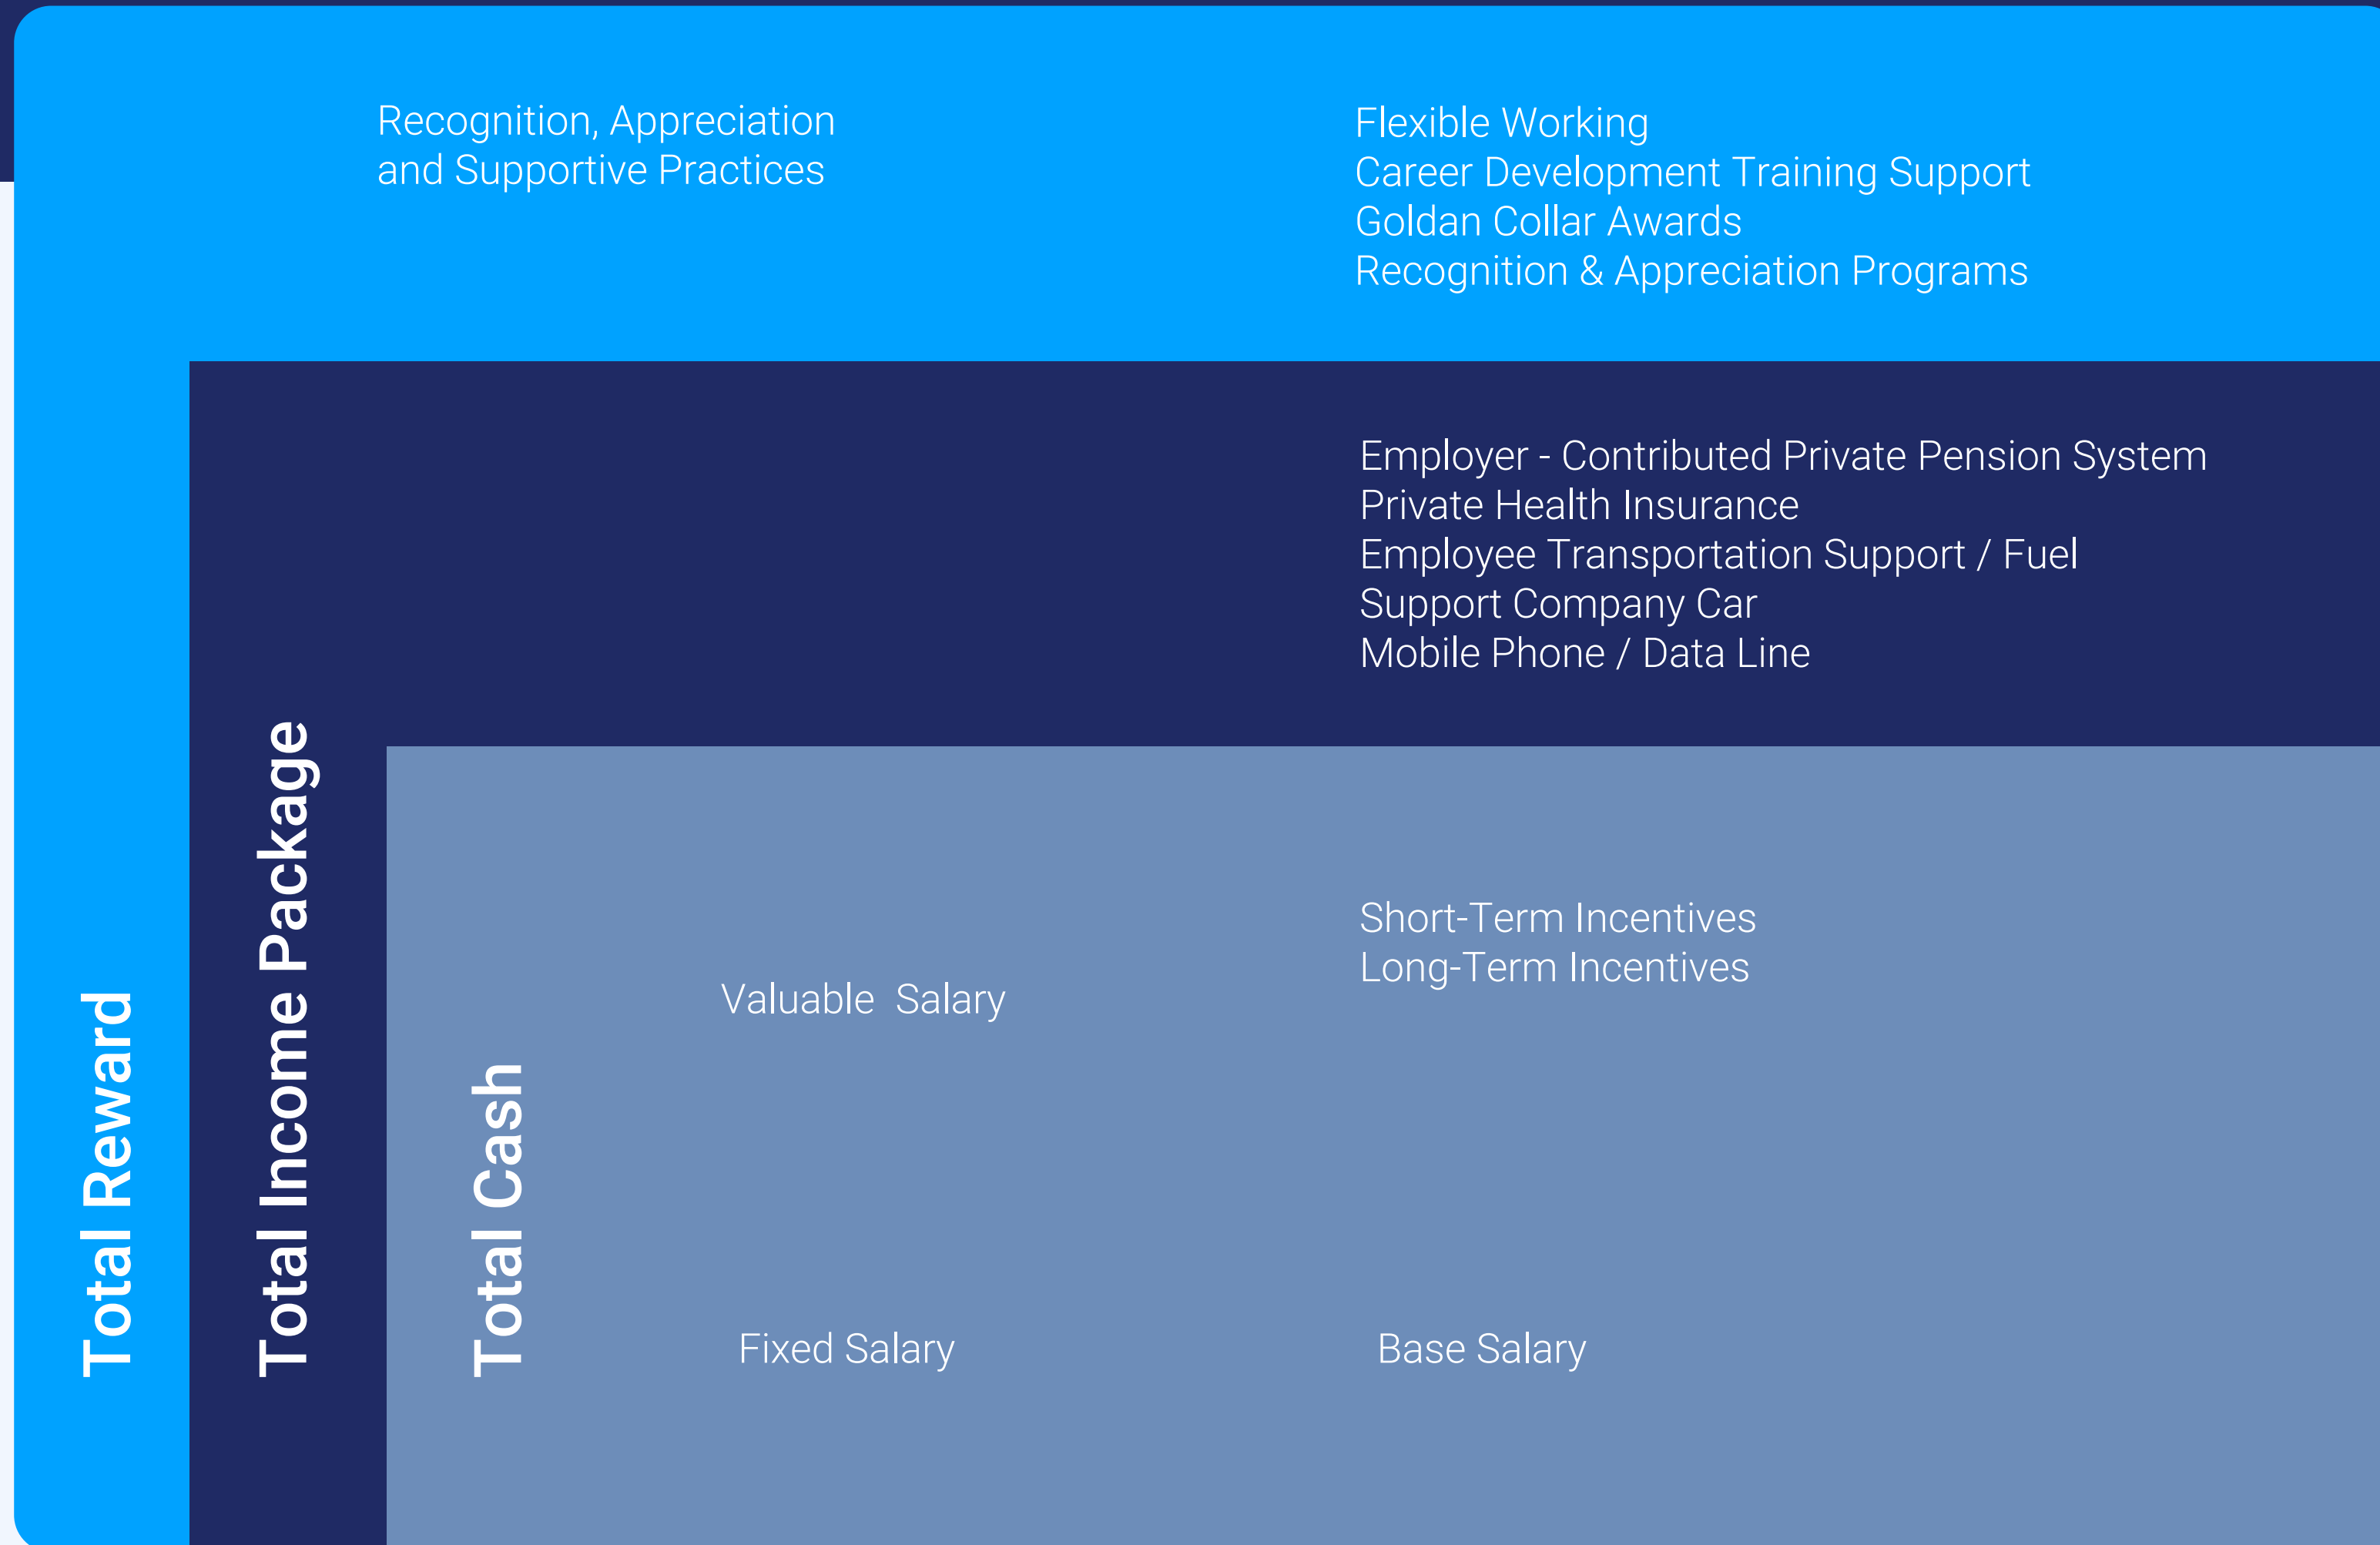 Recognition, Appreciation
and Supportive Practices
Flexible Working
Career Development Training Support
Goldan Collar Awards
Recognition & Appreciation Programs
Employer - Contributed Private Pension System
Private Health Insurance
Employee Transportation Support / Fuel
Support Company Car
Mobile Phone / Data Line
Short-Term Incentives
Long-Term Incentives
Valuable  Salary
Fixed Salary
Base Salary
Total Reward
Total Income Package
Total Cash